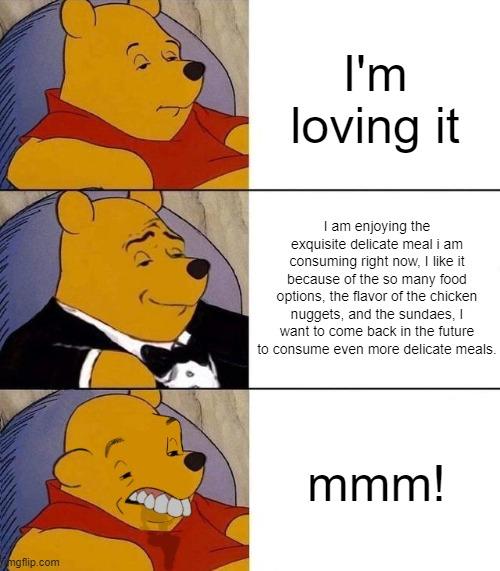 I'm
loving it
I am enjoying the
exquisite delicate meal i am
consuming right now, I like it
because of the so many food
options, the flavor of the chicken
nuggets, and the sundaes, I
want to come back in the future
to consume even more delicate meals.
mmm!
imgflip.com